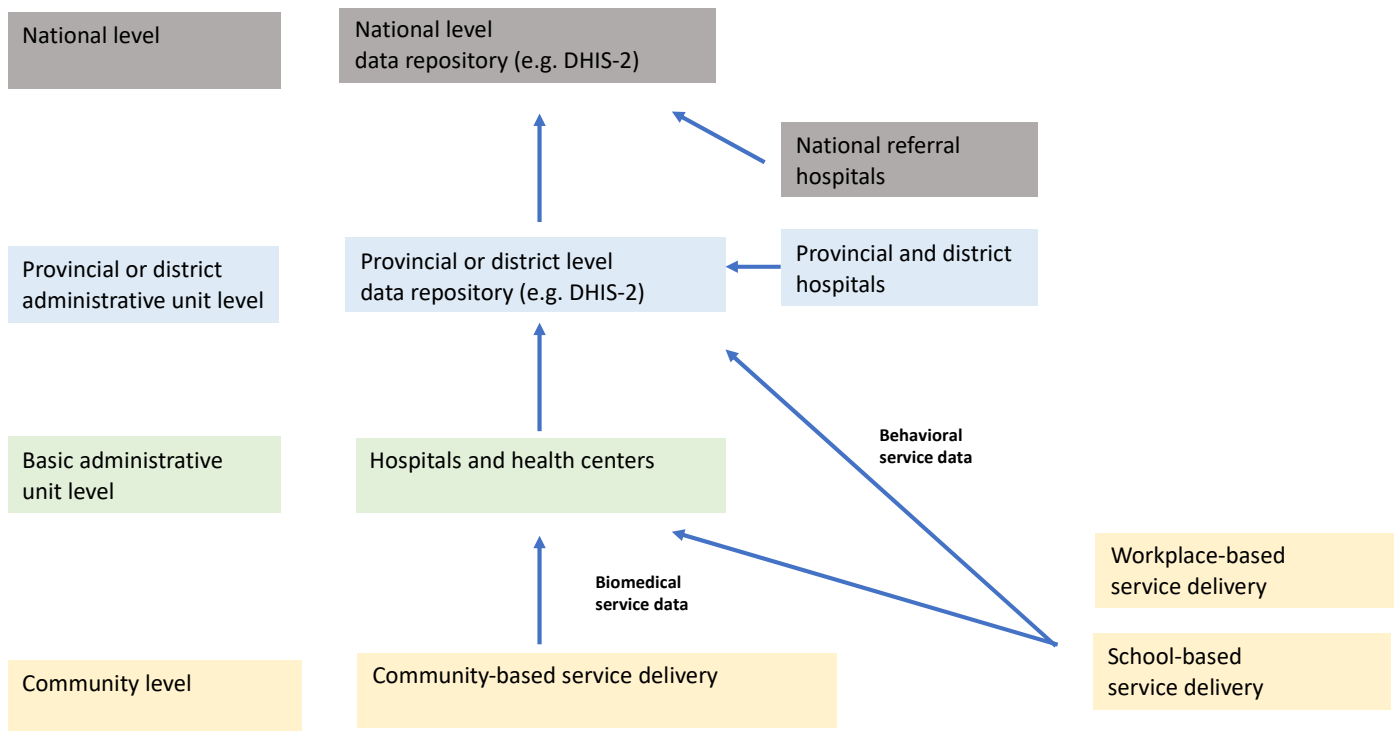 National level
National level
data repository (e.g. DHIS-2)
National referral
hospitals
Provincial or district
administrative unit level
Provincial or district level
data repository (e.g. DHIS-2)
Provincial and district
hospitals
Behavioral
service data
Basic administrative
unit level
Hospitals and health centers
Workplace-based
service delivery
Biomedical
service data
Community level
Community-based service delivery
School-based
service delivery